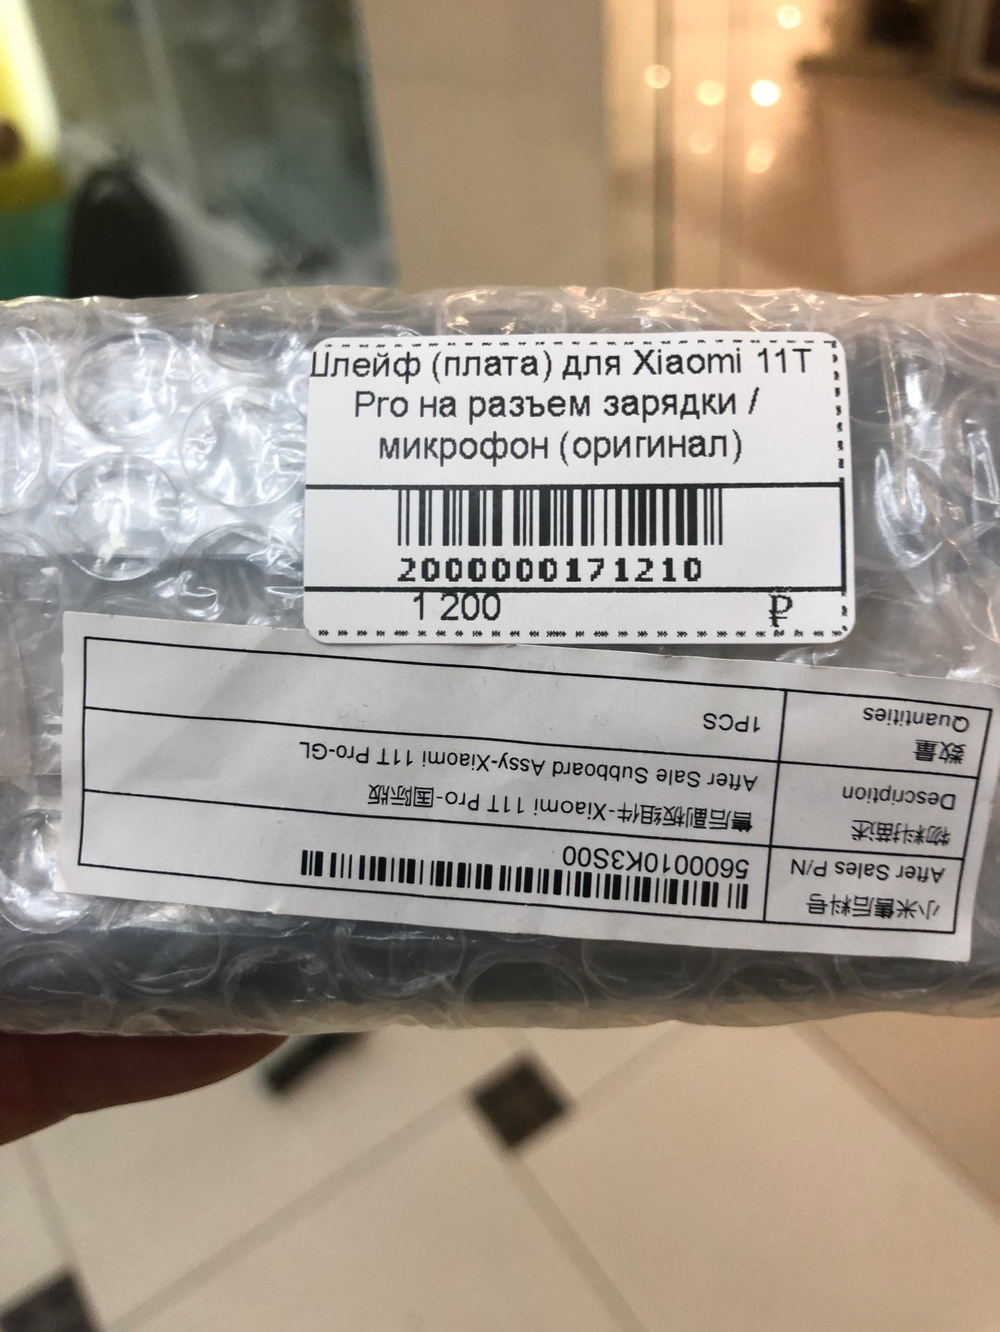 Шлейф (плата) для Xiaomi 11T
Pro на разъем зарядки /
микрофон (оригинал)
2000000171210
1 200 ₽
小米售后料号
After Sales P/N
5600010K3S00
物料描述
Description
售后副板组件-Xiaomi 11T Pro-国际版
After Sale Subboard Assy-Xiaomi 11T Pro-GL
数量
Quantities
1PCS